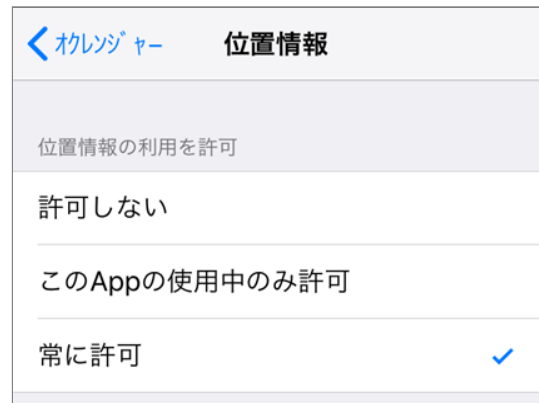 オクレンジャー 位置情報
位置情報の利用を許可
許可しない
このAppの使用中のみ許可
常に許可